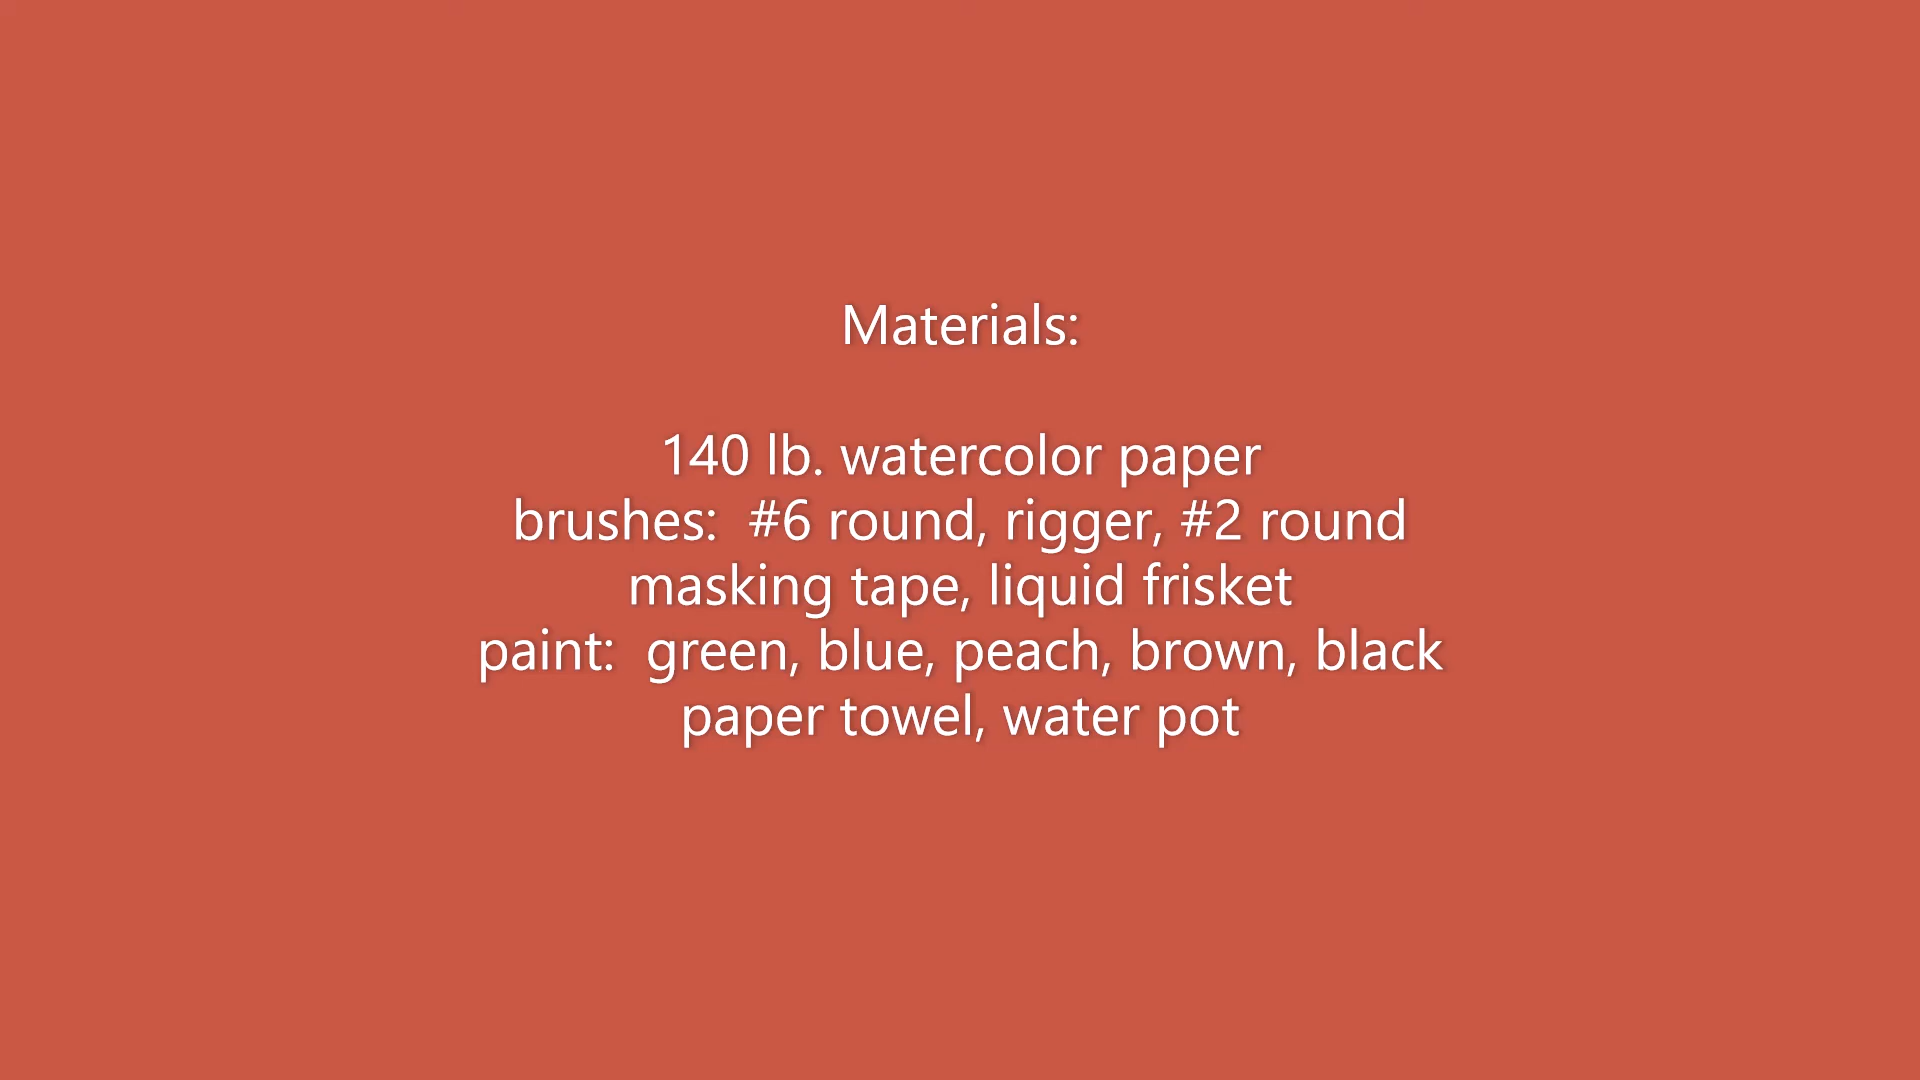 Materials:
140 lb. watercolor paper
brushes:  #6 round, rigger, #2 round
masking tape, liquid frisket
paint:  green, blue, peach, brown, black
paper towel, water pot